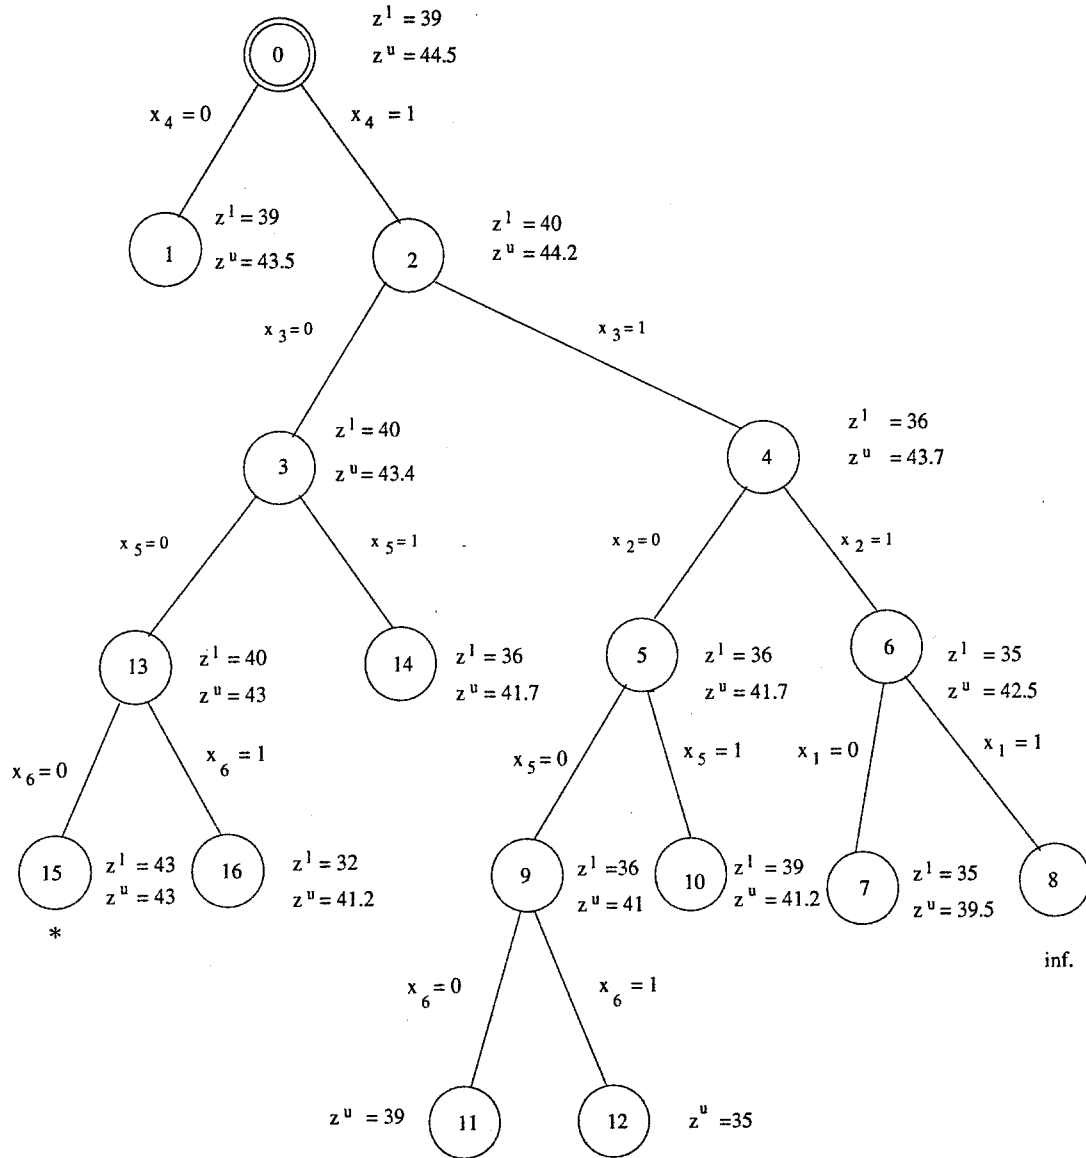 z^l = 39
0
z^u = 44.5
x_4 = 0
x_4 = 1
z^l = 39
1
z^u = 43.5
z^l = 40
2
z^u = 44.2
x_3 = 0
x_3 = 1
z^l = 40
3
z^u = 43.4
z^l = 36
4
z^u = 43.7
x_5 = 0
x_5 = 1
x_2 = 0
x_2 = 1
13
z^l = 40
z^u = 43
14
z^l = 36
z^u = 41.7
5
z^l = 36
z^u = 41.7
6
z^l = 35
z^u = 42.5
x_6 = 0
x_6 = 1
x_5 = 0
x_5 = 1
x_1 = 0
x_1 = 1
15
z^l = 43
z^u = 43
*
16
z^l = 32
z^u = 41.2
9
z^l = 36
z^u = 41
10
z^l = 39
z^u = 41.2
7
z^l = 35
z^u = 39.5
8
inf.
x_6 = 0
x_6 = 1
z^u = 39
11
12
z^u = 35